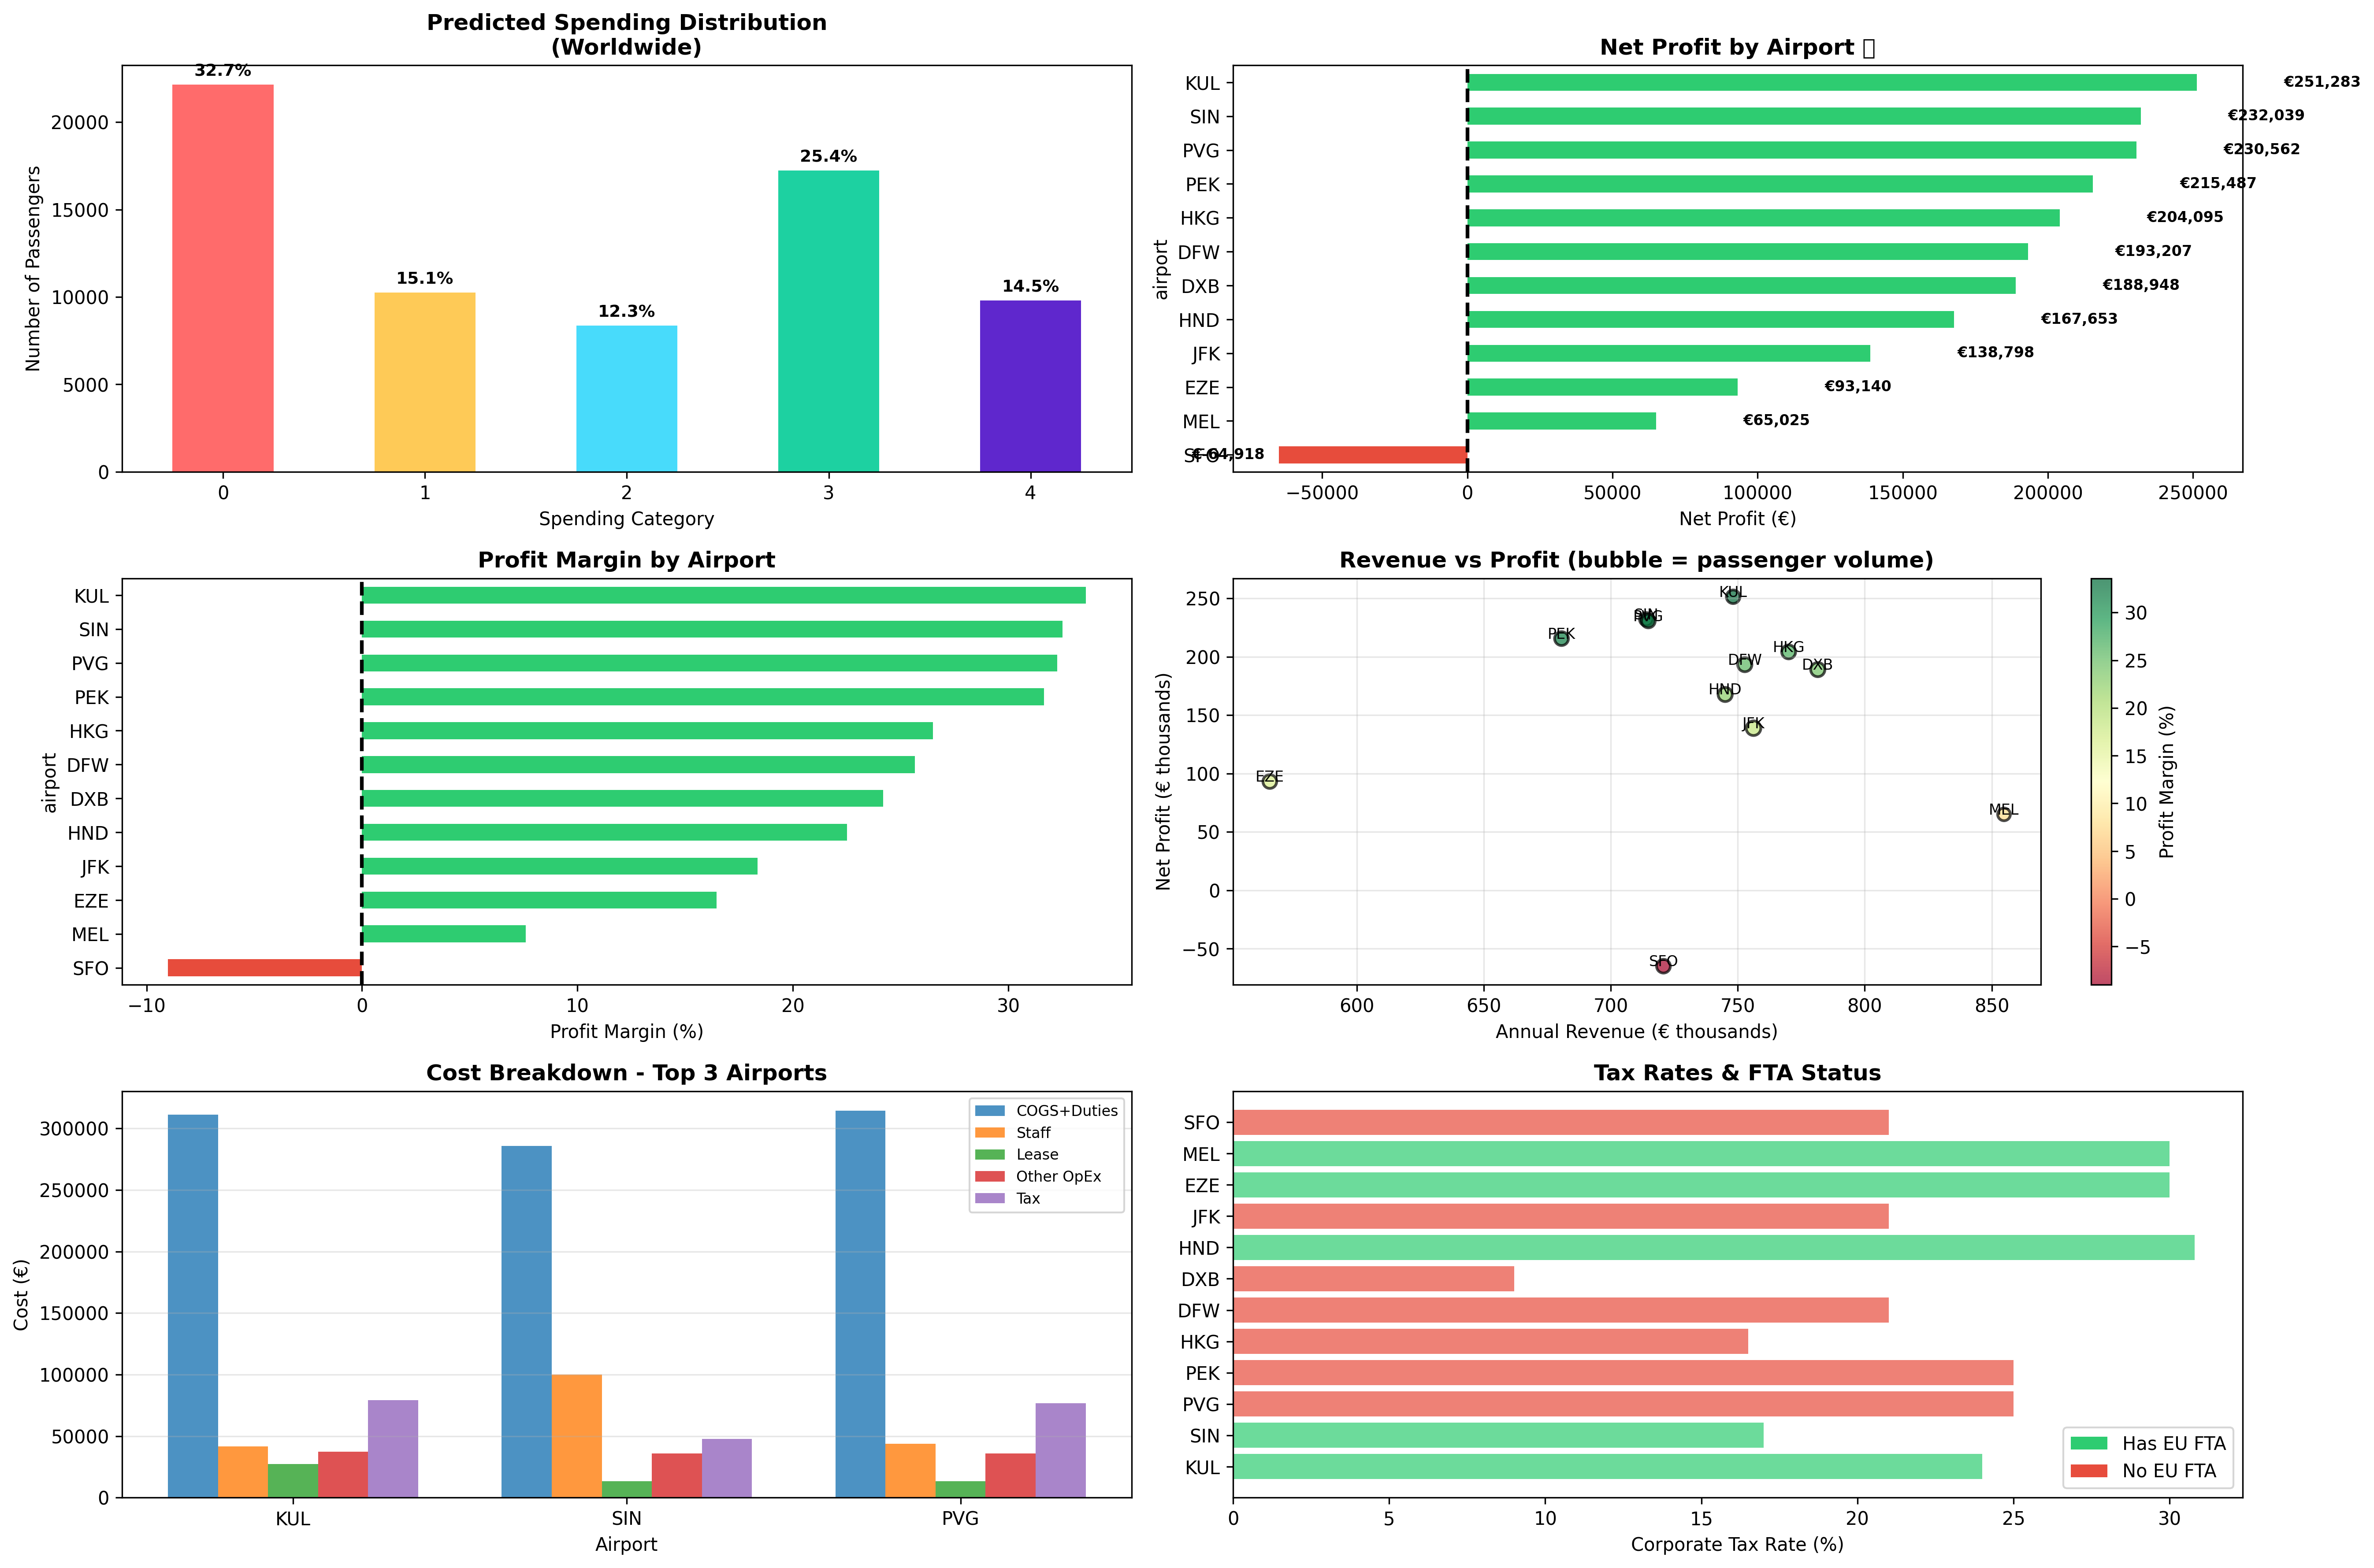 Predicted Spending Distribution
(Worldwide)
32.7%
15.1%
12.3%
25.4%
14.5%
20000
15000
10000
5000
0
Number of Passengers
0 1 2 3 4
Spending Category
Net Profit by Airport
KUL €251,283
SIN €232,039
PVG €230,562
PEK €215,487
HKG €204,095
DFW €193,207
DXB €188,948
HND €167,653
JFK €138,798
EZE €93,140
MEL €65,025
SFO €-64,918
airport
−50000 0 50000 100000 150000 200000 250000
Net Profit (€)
Profit Margin by Airport
KUL
SIN
PVG
PEK
HKG
DFW
DXB
HND
JFK
EZE
MEL
SFO
airport
−10 0 10 20 30
Profit Margin (%)
Revenue vs Profit (bubble = passenger volume)
250
200
150
100
50
0
−50
Net Profit (€ thousands)
KUL
SIN
PVG
PEK
HKG
DFW
DXB
HND
JFK
EZE
MEL
SFO
600 650 700 750 800 850
Annual Revenue (€ thousands)
30
25
20
15
10
5
0
−5
Profit Margin (%)
Cost Breakdown - Top 3 Airports
COGS+Duties
Staff
Lease
Other OpEx
Tax
300000
250000
200000
150000
100000
50000
0
Cost (€)
KUL SIN PVG
Airport
Tax Rates & FTA Status
SFO
MEL
EZE
JFK
HND
DXB
DFW
HKG
PEK
PVG
SIN
KUL
Has EU FTA
No EU FTA
0 5 10 15 20 25 30
Corporate Tax Rate (%)